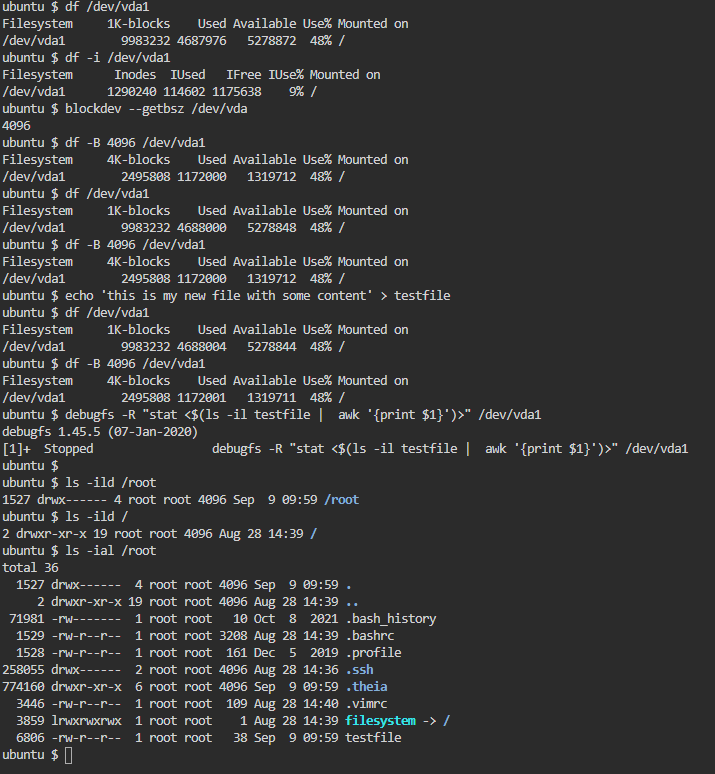 ubuntu $ df /dev/vda1
Filesystem     1K-blocks    Used Available Use% Mounted on
/dev/vda1        9983232 4687976   5278872  48% /
ubuntu $ df -i /dev/vda1
Filesystem      Inodes  IUsed   IFree IUse% Mounted on
/dev/vda1      1290240 114602 1175638    9% /
ubuntu $ blockdev --getbsz /dev/vda
4096
ubuntu $ df -B 4096 /dev/vda1
Filesystem     4K-blocks    Used Available Use% Mounted on
/dev/vda1        2495808 1172000   1319712  48% /
ubuntu $ df /dev/vda1
Filesystem     1K-blocks    Used Available Use% Mounted on
/dev/vda1        9983232 4688000   5278848  48% /
ubuntu $ df -B 4096 /dev/vda1
Filesystem     4K-blocks    Used Available Use% Mounted on
/dev/vda1        2495808 1172000   1319712  48% /
ubuntu $ echo 'this is my new file with some content' > testfile
ubuntu $ df /dev/vda1
Filesystem     1K-blocks    Used Available Use% Mounted on
/dev/vda1        9983232 4688004   5278844  48% /
ubuntu $ df -B 4096 /dev/vda1
Filesystem     4K-blocks    Used Available Use% Mounted on
/dev/vda1        2495808 1172001   1319711  48% /
ubuntu $ debugfs -R "stat <$(ls -il testfile |  awk '{print $1}')>" /dev/vda1
debugfs 1.45.5 (07-Jan-2020)
[1]+  Stopped                 debugfs -R "stat <$(ls -il testfile |  awk '{print $1}')>" /dev/vda1
ubuntu $
ubuntu $ ls -ild /root
1527 drwx------ 4 root root 4096 Sep  9 09:59 /root
ubuntu $ ls -ild /
2 drwxr-xr-x 19 root root 4096 Aug 28 14:39 /
ubuntu $ ls -ial /root
total 36
  1527 drwx------  4 root root 4096 Sep  9 09:59 .
     2 drwxr-xr-x 19 root root 4096 Aug 28 14:39 ..
 71981 -rw-------  1 root root   10 Oct  8  2021 .bash_history
  1529 -rw-r--r--  1 root root 3208 Aug 28 14:39 .bashrc
  1528 -rw-r--r--  1 root root  161 Dec  5  2019 .profile
258055 drwx------  2 root root 4096 Aug 28 14:36 .ssh
774160 drwxr-xr-x  6 root root 4096 Sep  9 09:59 .theia
  3446 -rw-r--r--  1 root root  109 Aug 28 14:40 .vimrc
  3859 lrwxrwxrwx  1 root root    1 Aug 28 14:39 filesystem -> /
  6806 -rw-r--r--  1 root root   38 Sep  9 09:59 testfile
ubuntu $